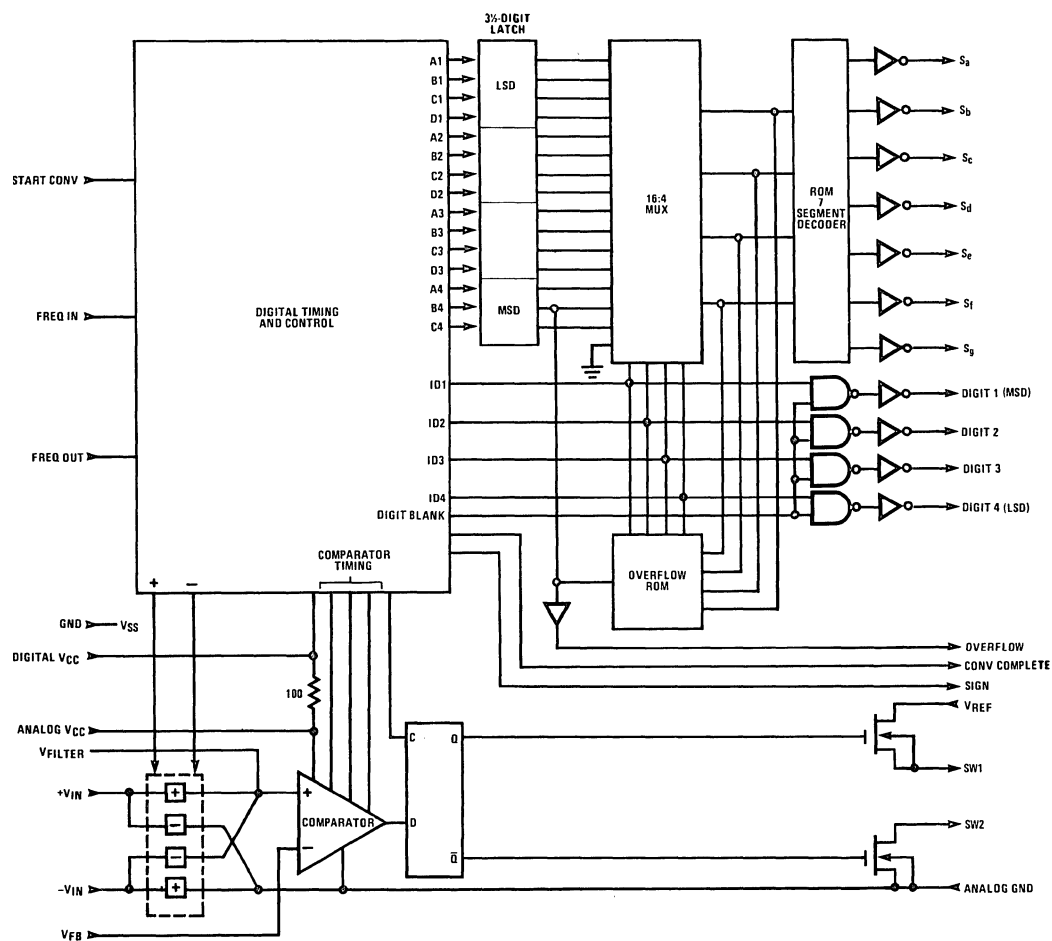 3½-DIGIT
LATCH
A1
B1
C1
D1
A2
B2
C2
D2
A3
B3
C3
D3
A4
B4
C4
LSD
MSD
16:4
MUX
ROM
7
SEGMENT
DECODER
Sa
Sb
Sc
Sd
Se
Sf
Sg
START CONV
FREQ IN
FREQ OUT
DIGITAL TIMING
AND CONTROL
ID1
ID2
ID3
ID4
DIGIT BLANK
DIGIT 1 (MSD)
DIGIT 2
DIGIT 3
DIGIT 4 (LSD)
COMPARATOR
TIMING
OVERFLOW
ROM
+ −
GND
VSS
DIGITAL VCC
100
ANALOG VCC
VFILTER
+VIN
−VIN
VFB
+
−
−
+
+
COMPARATOR
−
C
Q
D
Q̅
OVERFLOW
CONV COMPLETE
SIGN
VREF
SW1
SW2
ANALOG GND